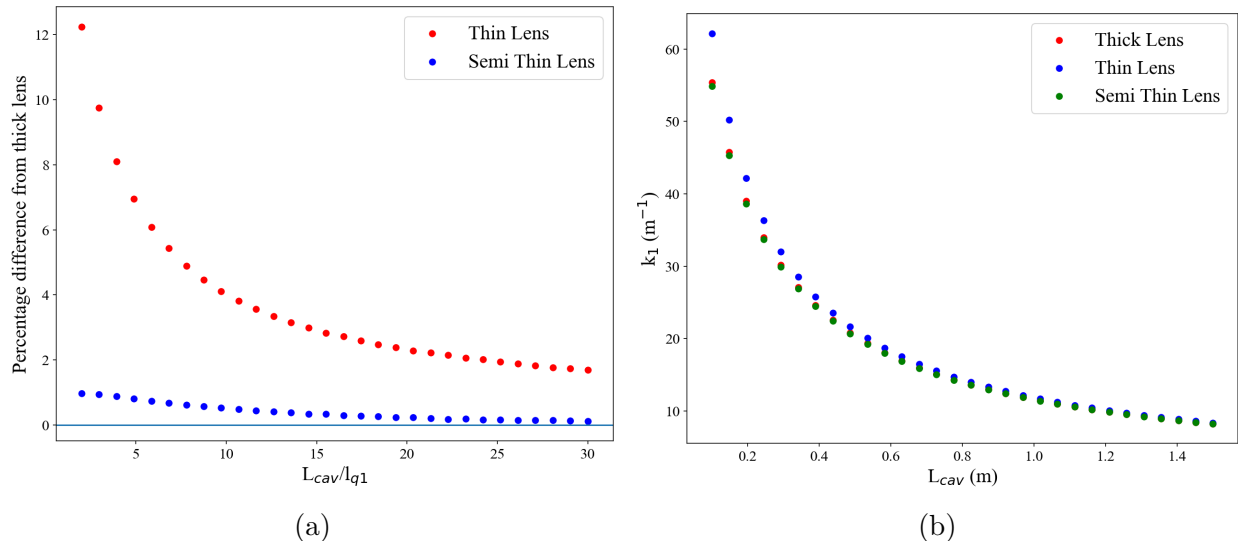 12
10
8
6
4
2
0
Percentage difference from thick lens
Thin Lens
Semi Thin Lens
5
10
15
20
25
30
L_cav/l_q1
(a)
60
50
40
30
20
10
k₁ (m⁻¹)
Thick Lens
Thin Lens
Semi Thin Lens
0.2
0.4
0.6
0.8
1.0
1.2
1.4
L_cav (m)
(b)